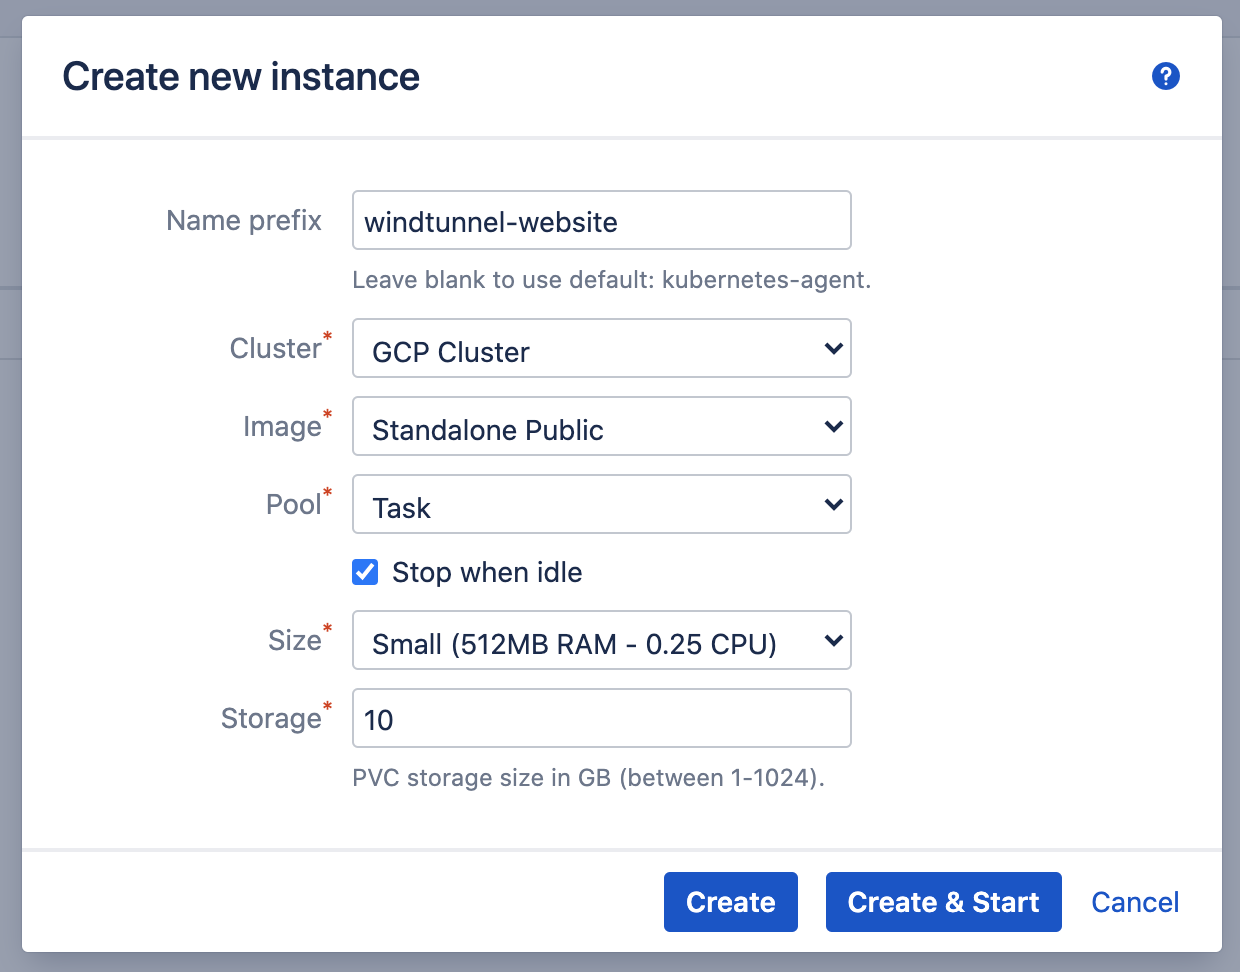 Create new instance
?
Name prefix
windtunnel-website
Leave blank to use default: kubernetes-agent.
Cluster*
GCP Cluster
Image*
Standalone Public
Pool*
Task
Stop when idle
Size*
Small (512MB RAM - 0.25 CPU)
Storage*
10
PVC storage size in GB (between 1-1024).
Create
Create & Start
Cancel